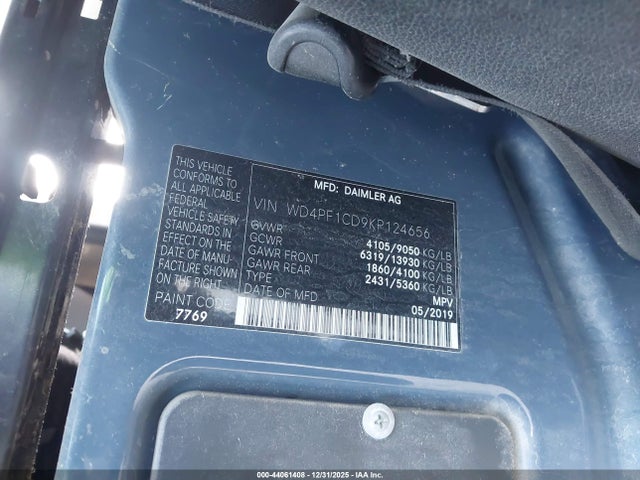 THIS VEHICLE
CONFORMS TO
ALL APPLICABLE
FEDERAL
MOTOR VEHICLE
SAFETY
STANDARDS IN
EFFECT ON THE
DATE OF MANU-
FACTURE SHOWN
ON THE RIGHT
PAINT CODE
7769
MFD: DAIMLER AG
VIN WD4PF1CD9KP124656
GVWR 4105/9050 KG/LB
GCWR 6319/13930 KG/LB
GAWR FRONT 1860/4100 KG/LB
GAWR REAR 2431/5360 KG/LB
TYPE MPV
DATE OF MFD 05/2019
000-44061408 - 12/31/2025 - IAA Inc.